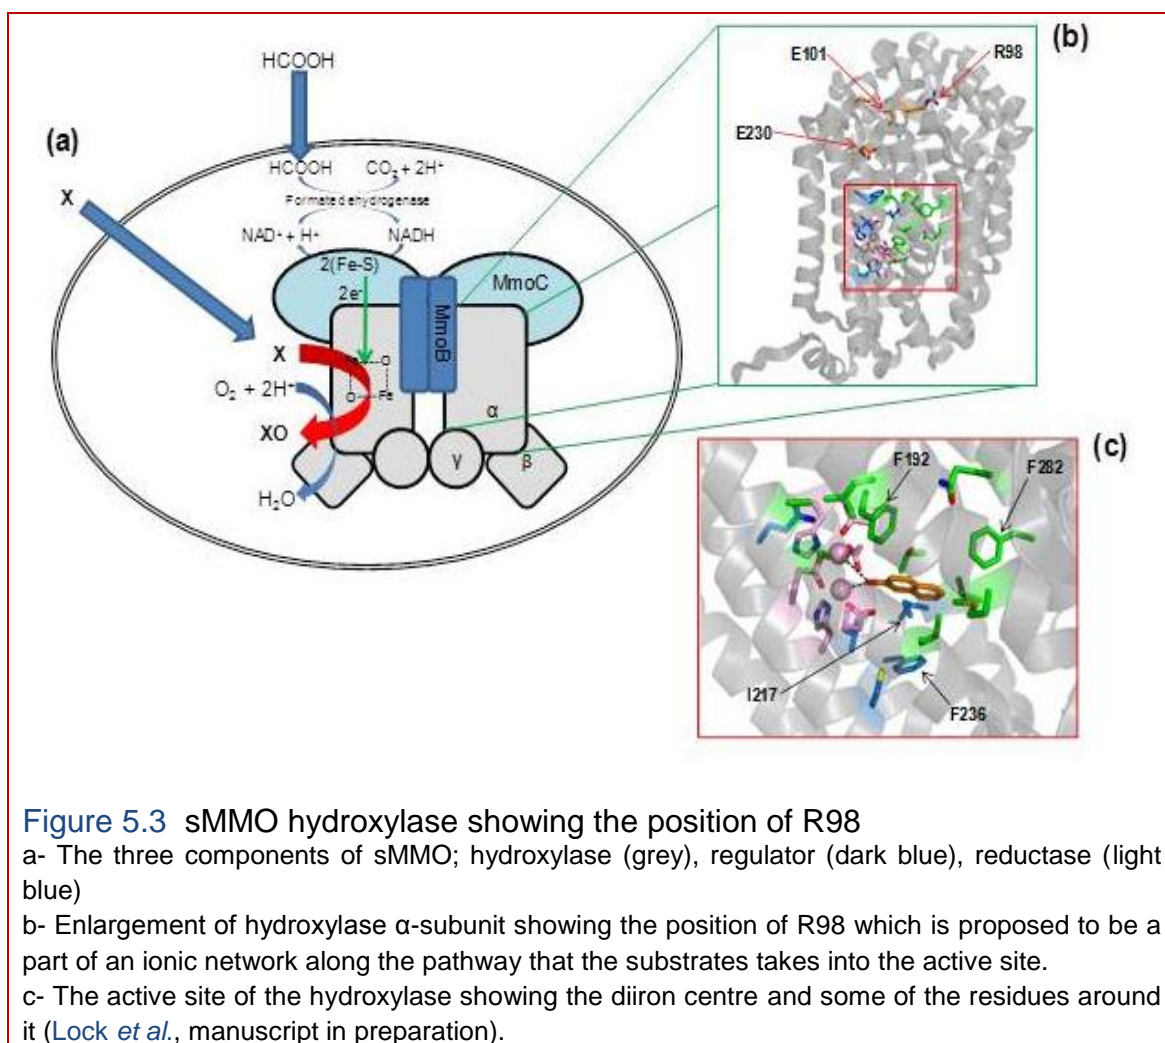 HCOOH
(a)
HCOOH CO₂ + 2H⁺
Formated ehydrogenase
X
NAD⁺ + H⁺ NADH
2(Fe-S)
MmoC
2e⁻
MmoB
X
Fe O
O₂ + 2H⁺
O Fe
α
XO
γ
β
H₂O
(b)
E101
R98
E230
(c)
F192
F282
I217
F236
Figure 5.3 sMMO hydroxylase showing the position of R98
a- The three components of sMMO; hydroxylase (grey), regulator (dark blue), reductase (light
blue)
b- Enlargement of hydroxylase α-subunit showing the position of R98 which is proposed to be a
part of an ionic network along the pathway that the substrates takes into the active site.
c- The active site of the hydroxylase showing the diiron centre and some of the residues around
it (Lock et al., manuscript in preparation).